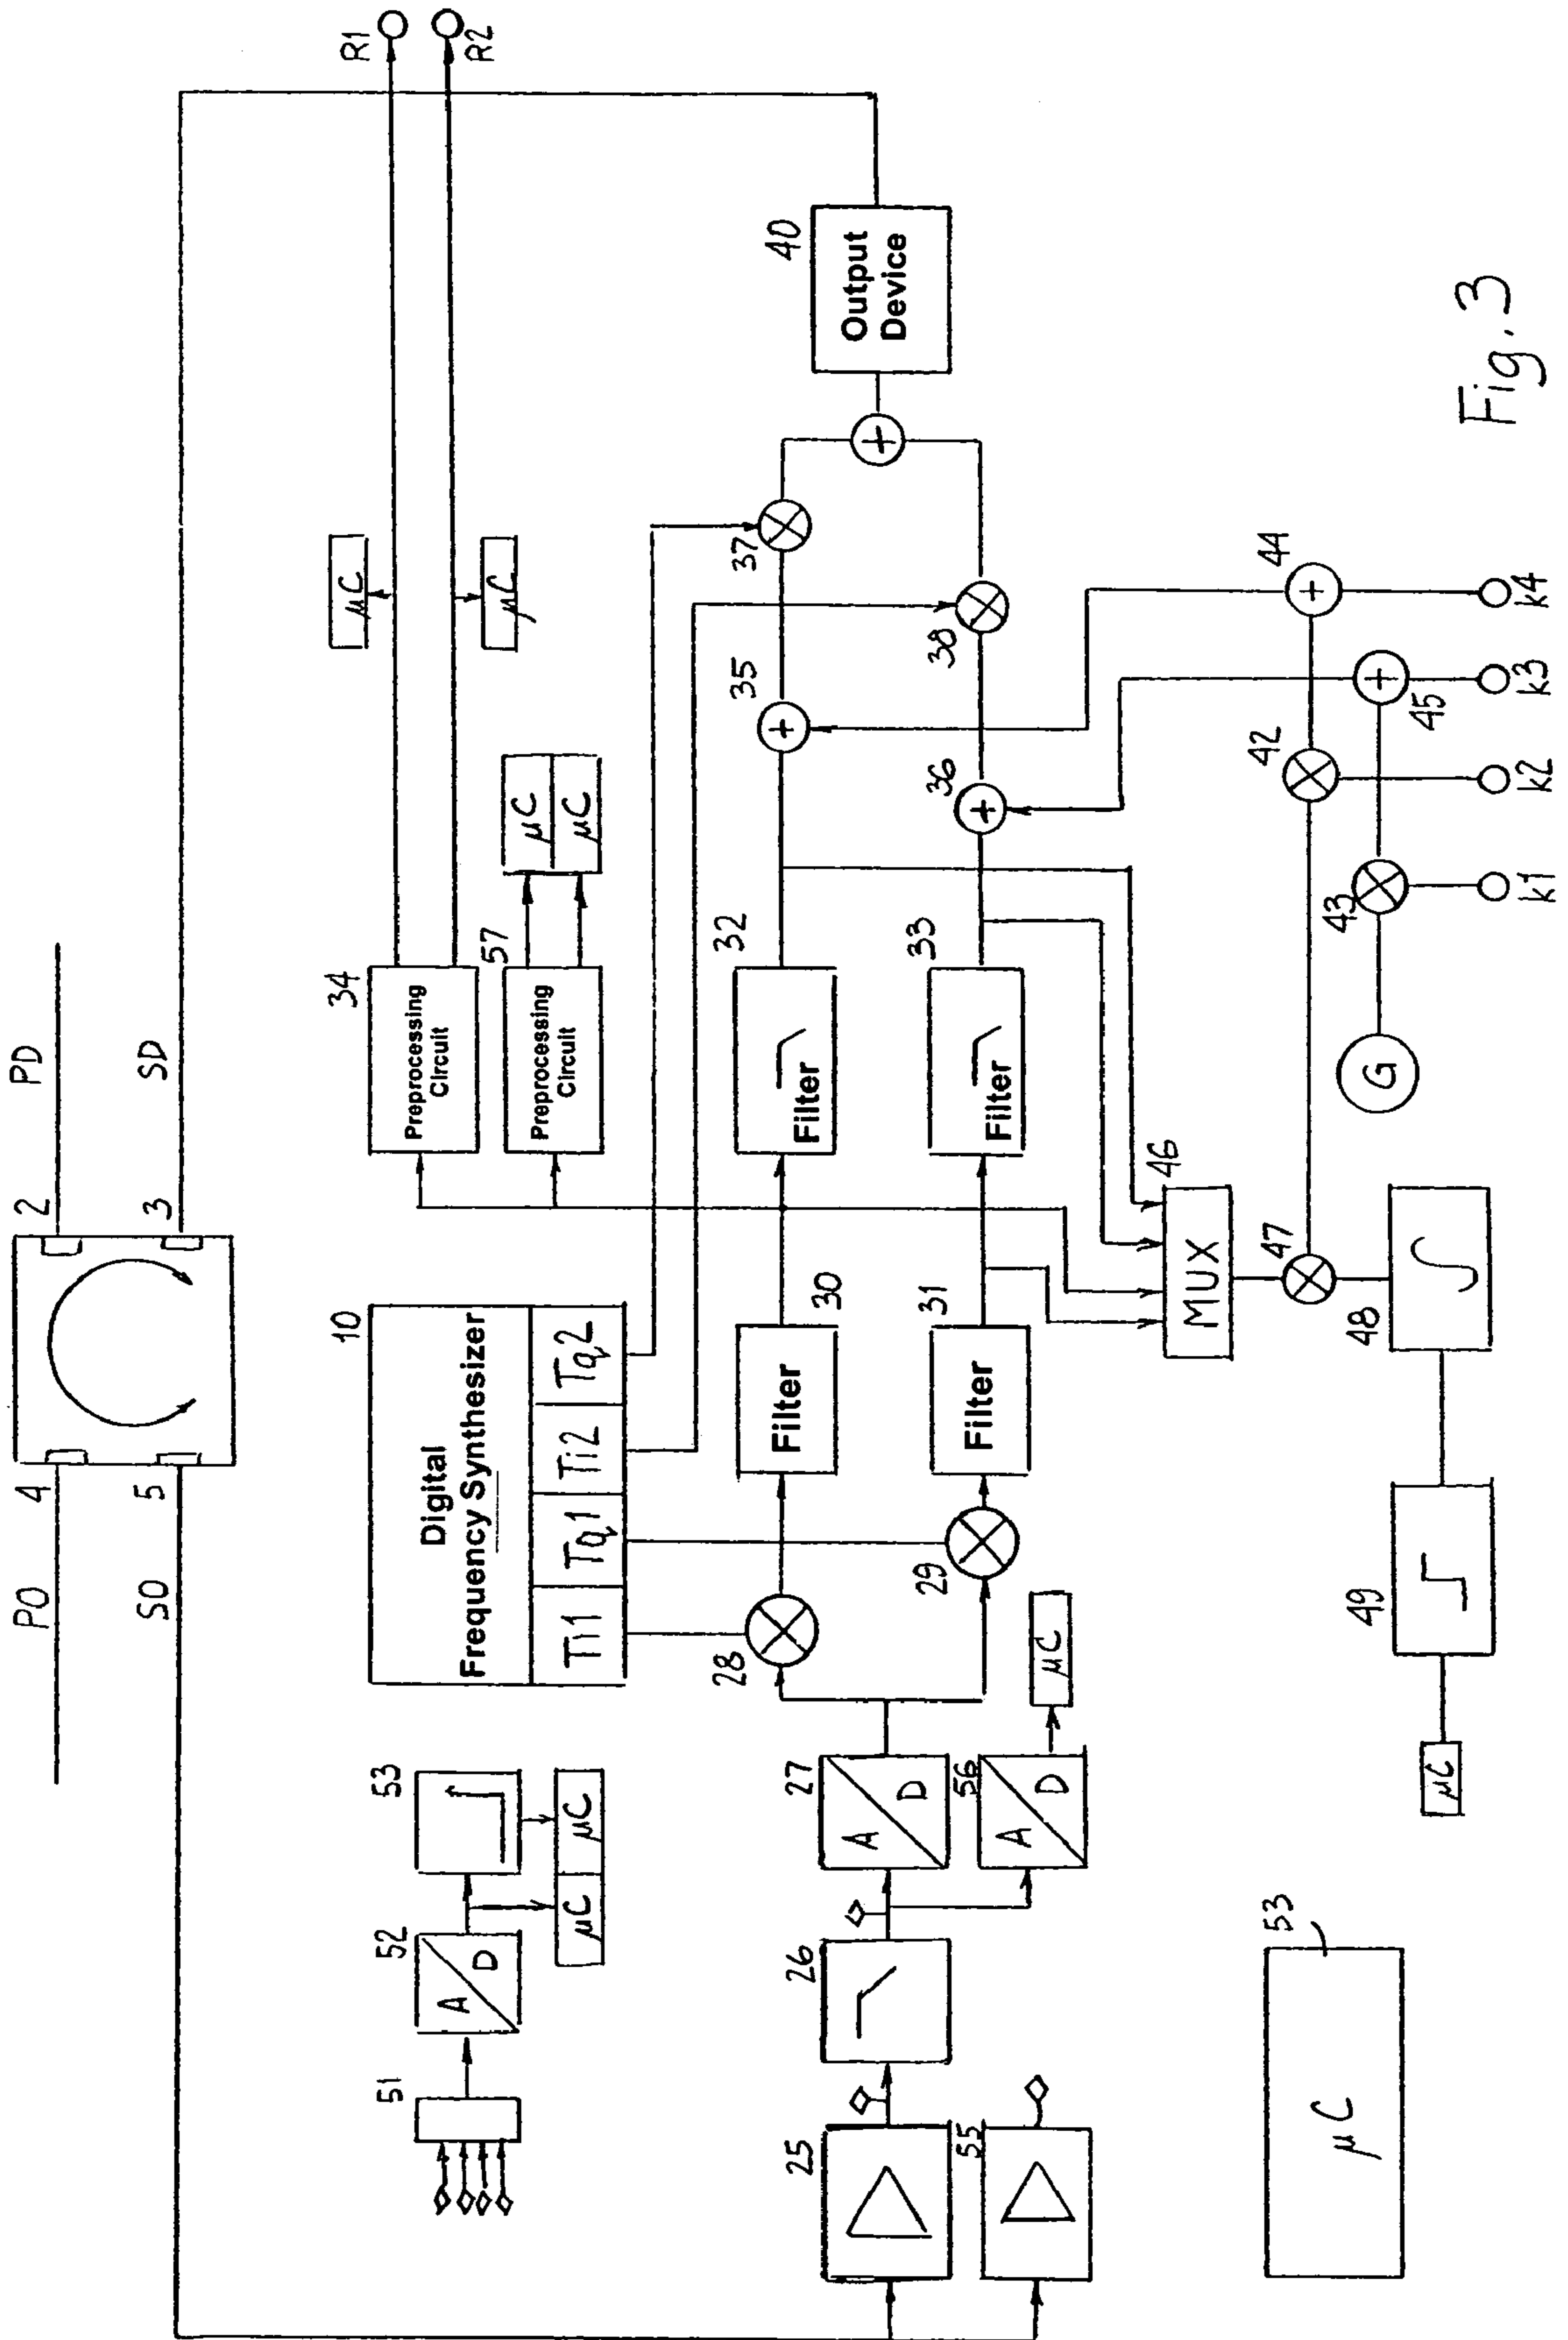 PO
4
2
PD
SO
5
3
SD
R1
R2
μC
μC
34
Preprocessing
Circuit
57
Preprocessing
Circuit
μC
μC
10
Digital
Frequency Synthesizer
Ti1
Tq1
Ti2
Tq2
51
52
A
D
53
μC
μC
25
26
27
A
D
28
30
Filter
32
Filter
35
+
37
+
40
Output
Device
55
56
A
D
μC
29
31
Filter
33
Filter
36
+
38
46
MUX
47
42
44
+
48
∫
49
μC
G
43
45
+
k1
k2
k3
k4
53
μC
Fig. 3